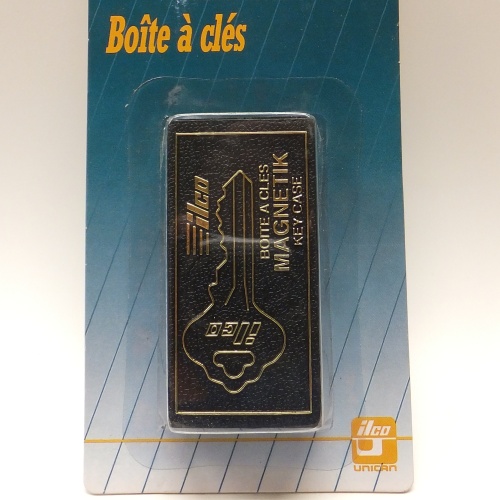 Boîte à clés
ilco
BOITE A CLES
MAGNETIK
KEY CASE
ilco
ilco
UNICAN